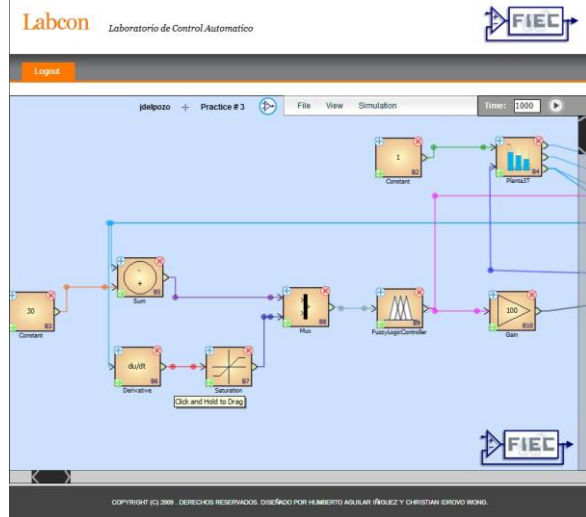 Labcon
Laboratorio de Control Automatico
FIEC
Logout
jdelpozo
Practice # 3
File
View
Simulation
Time: 1000
1
B2
Constant
B4
Planta3T
30
B3
Constant
-
+
B5
Sum
B8
Mux
B9
FuzzyLogicController
100
B10
Gain
du/dt
B6
Derivative
B7
Saturation
Click and Hold to Drag
FIEC
COPYRIGHT (C) 2009 . DERECHOS RESERVADOS. DISEÑADO POR HUMBERTO AGUILAR IÑIGUEZ Y CHRISTIAN IDROVO WONG.